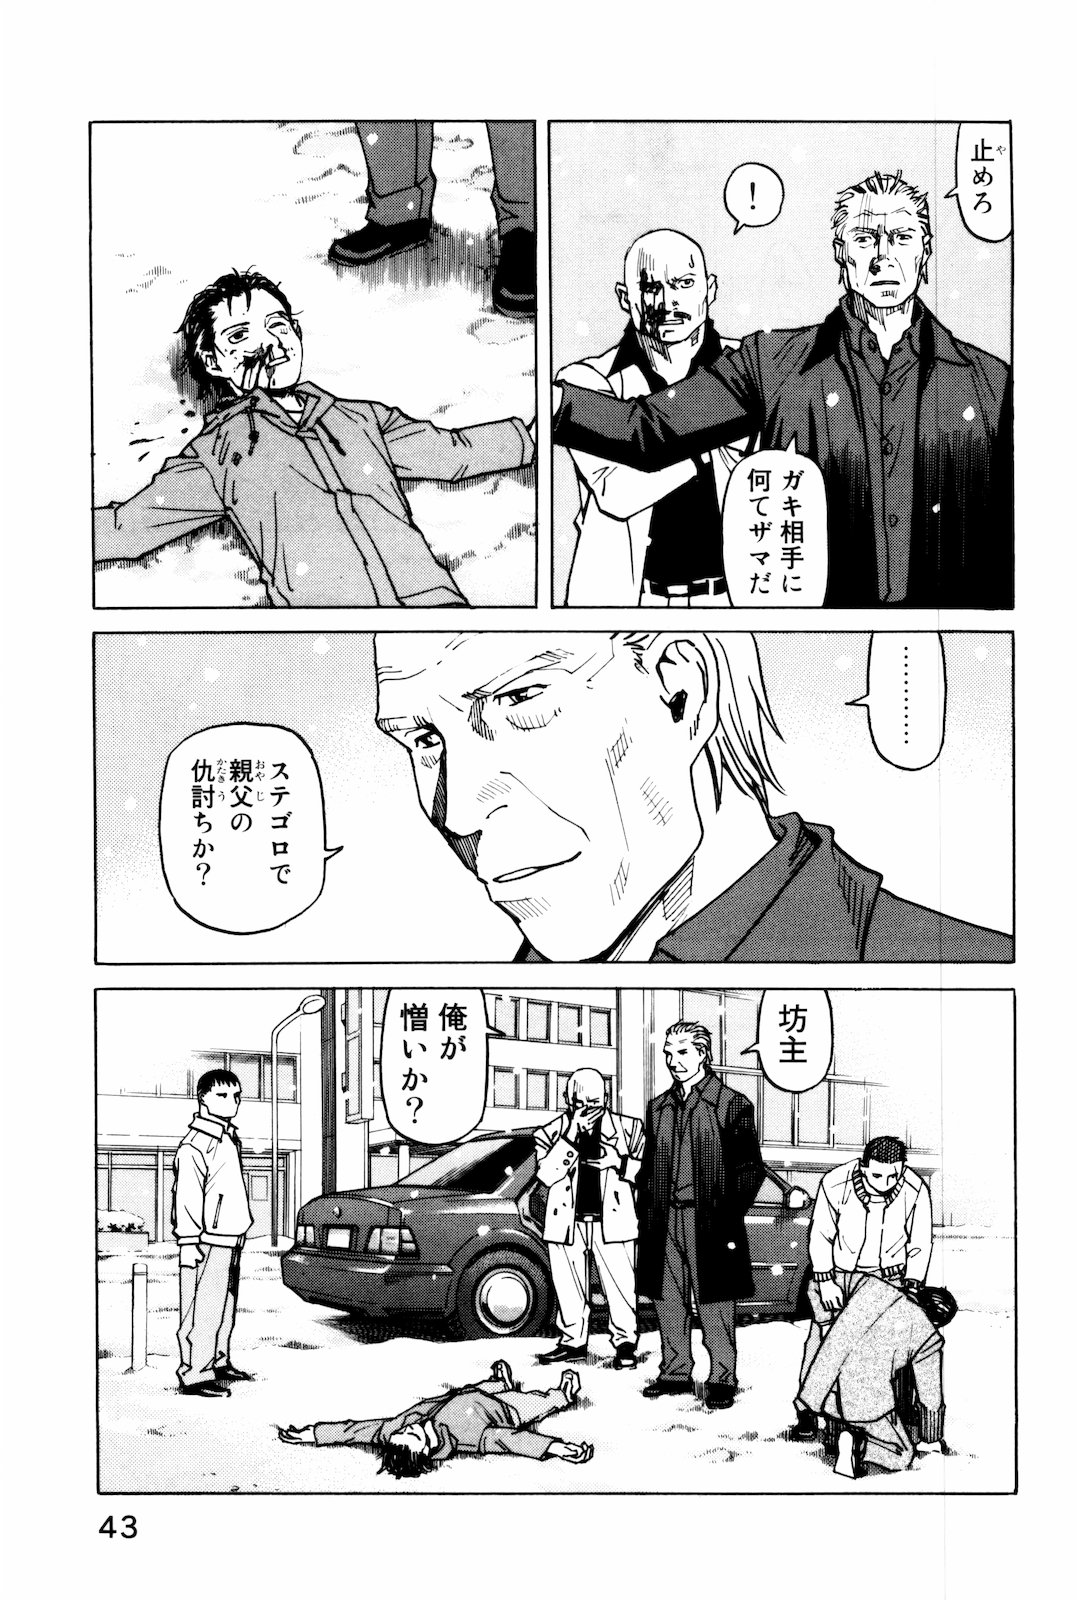 止めろ
！
ガキ相手に
何てザマだ
…………
ステゴロで
親父の
仇討ちか？
坊主
俺が
憎いか？
43